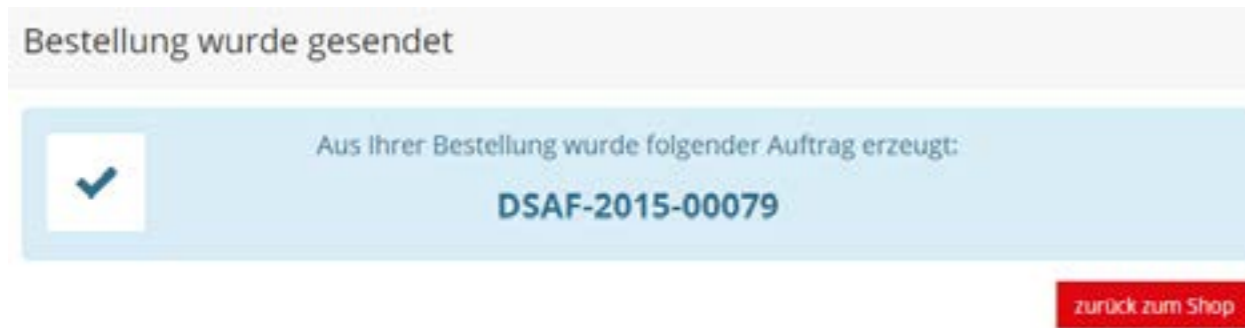 Bestellung wurde gesendet
Aus Ihrer Bestellung wurde folgender Auftrag erzeugt:
DSAF-2015-00079
zurück zum Shop